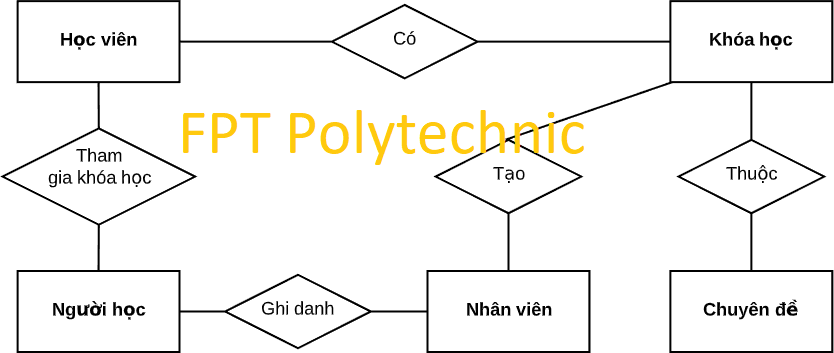 Học viên
Có
Khóa học
FPT Polytechnic
Tham
gia khóa học
Tạo
Thuộc
Người học
Ghi danh
Nhân viên
Chuyên đề